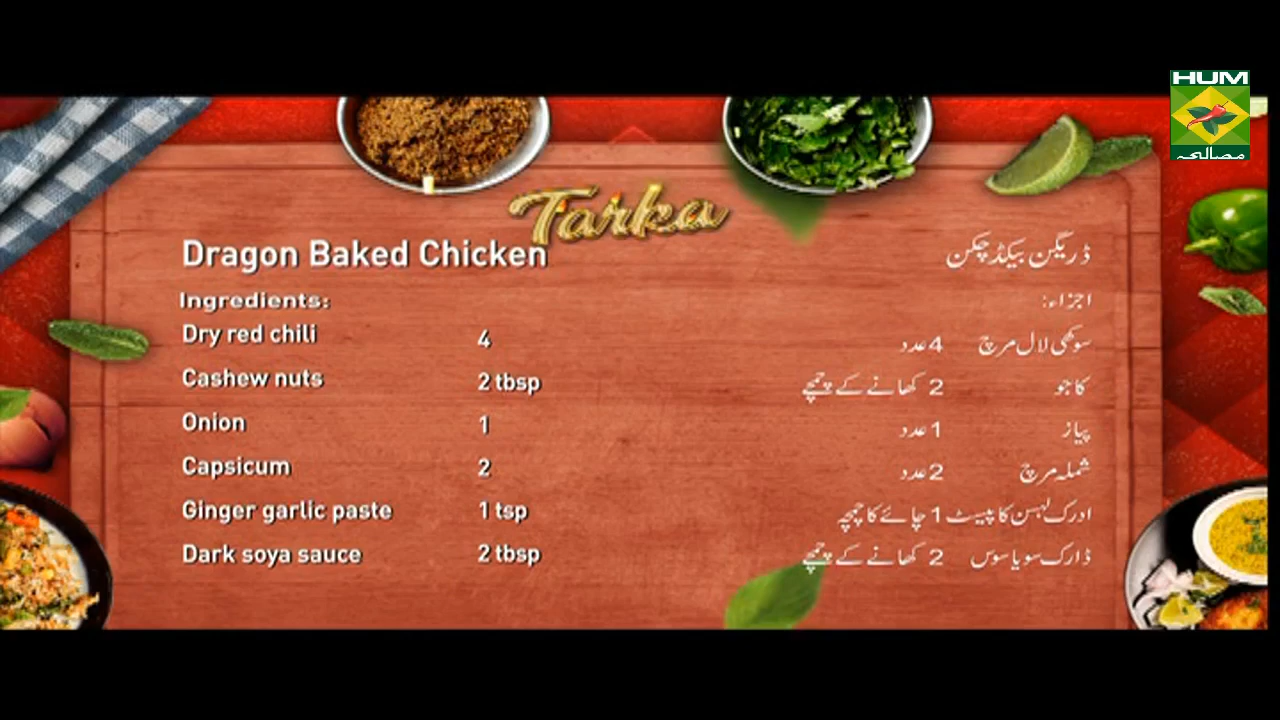 HUM
مصالحہ
Tarka
Dragon Baked Chicken ڈریگن بیکڈ چکن
Ingredients: اجزاء:
Dry red chili 4 سوکھی لال مرچ 4 عدد
Cashew nuts 2 tbsp کاجو 2 کھانے کے چمچے
Onion 1 پیاز 1 عدد
Capsicum 2 شملہ مرچ 2 عدد
Ginger garlic paste 1 tsp ادرک لہسن کا پیسٹ 1 چائے کا چمچہ
Dark soya sauce 2 tbsp ڈارک سویا سوس 2 کھانے کے چمچے